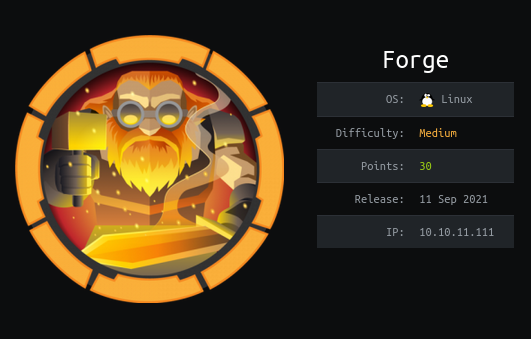 Forge
OS: Linux
Difficulty: Medium
Points: 30
Release: 11 Sep 2021
IP: 10.10.11.111